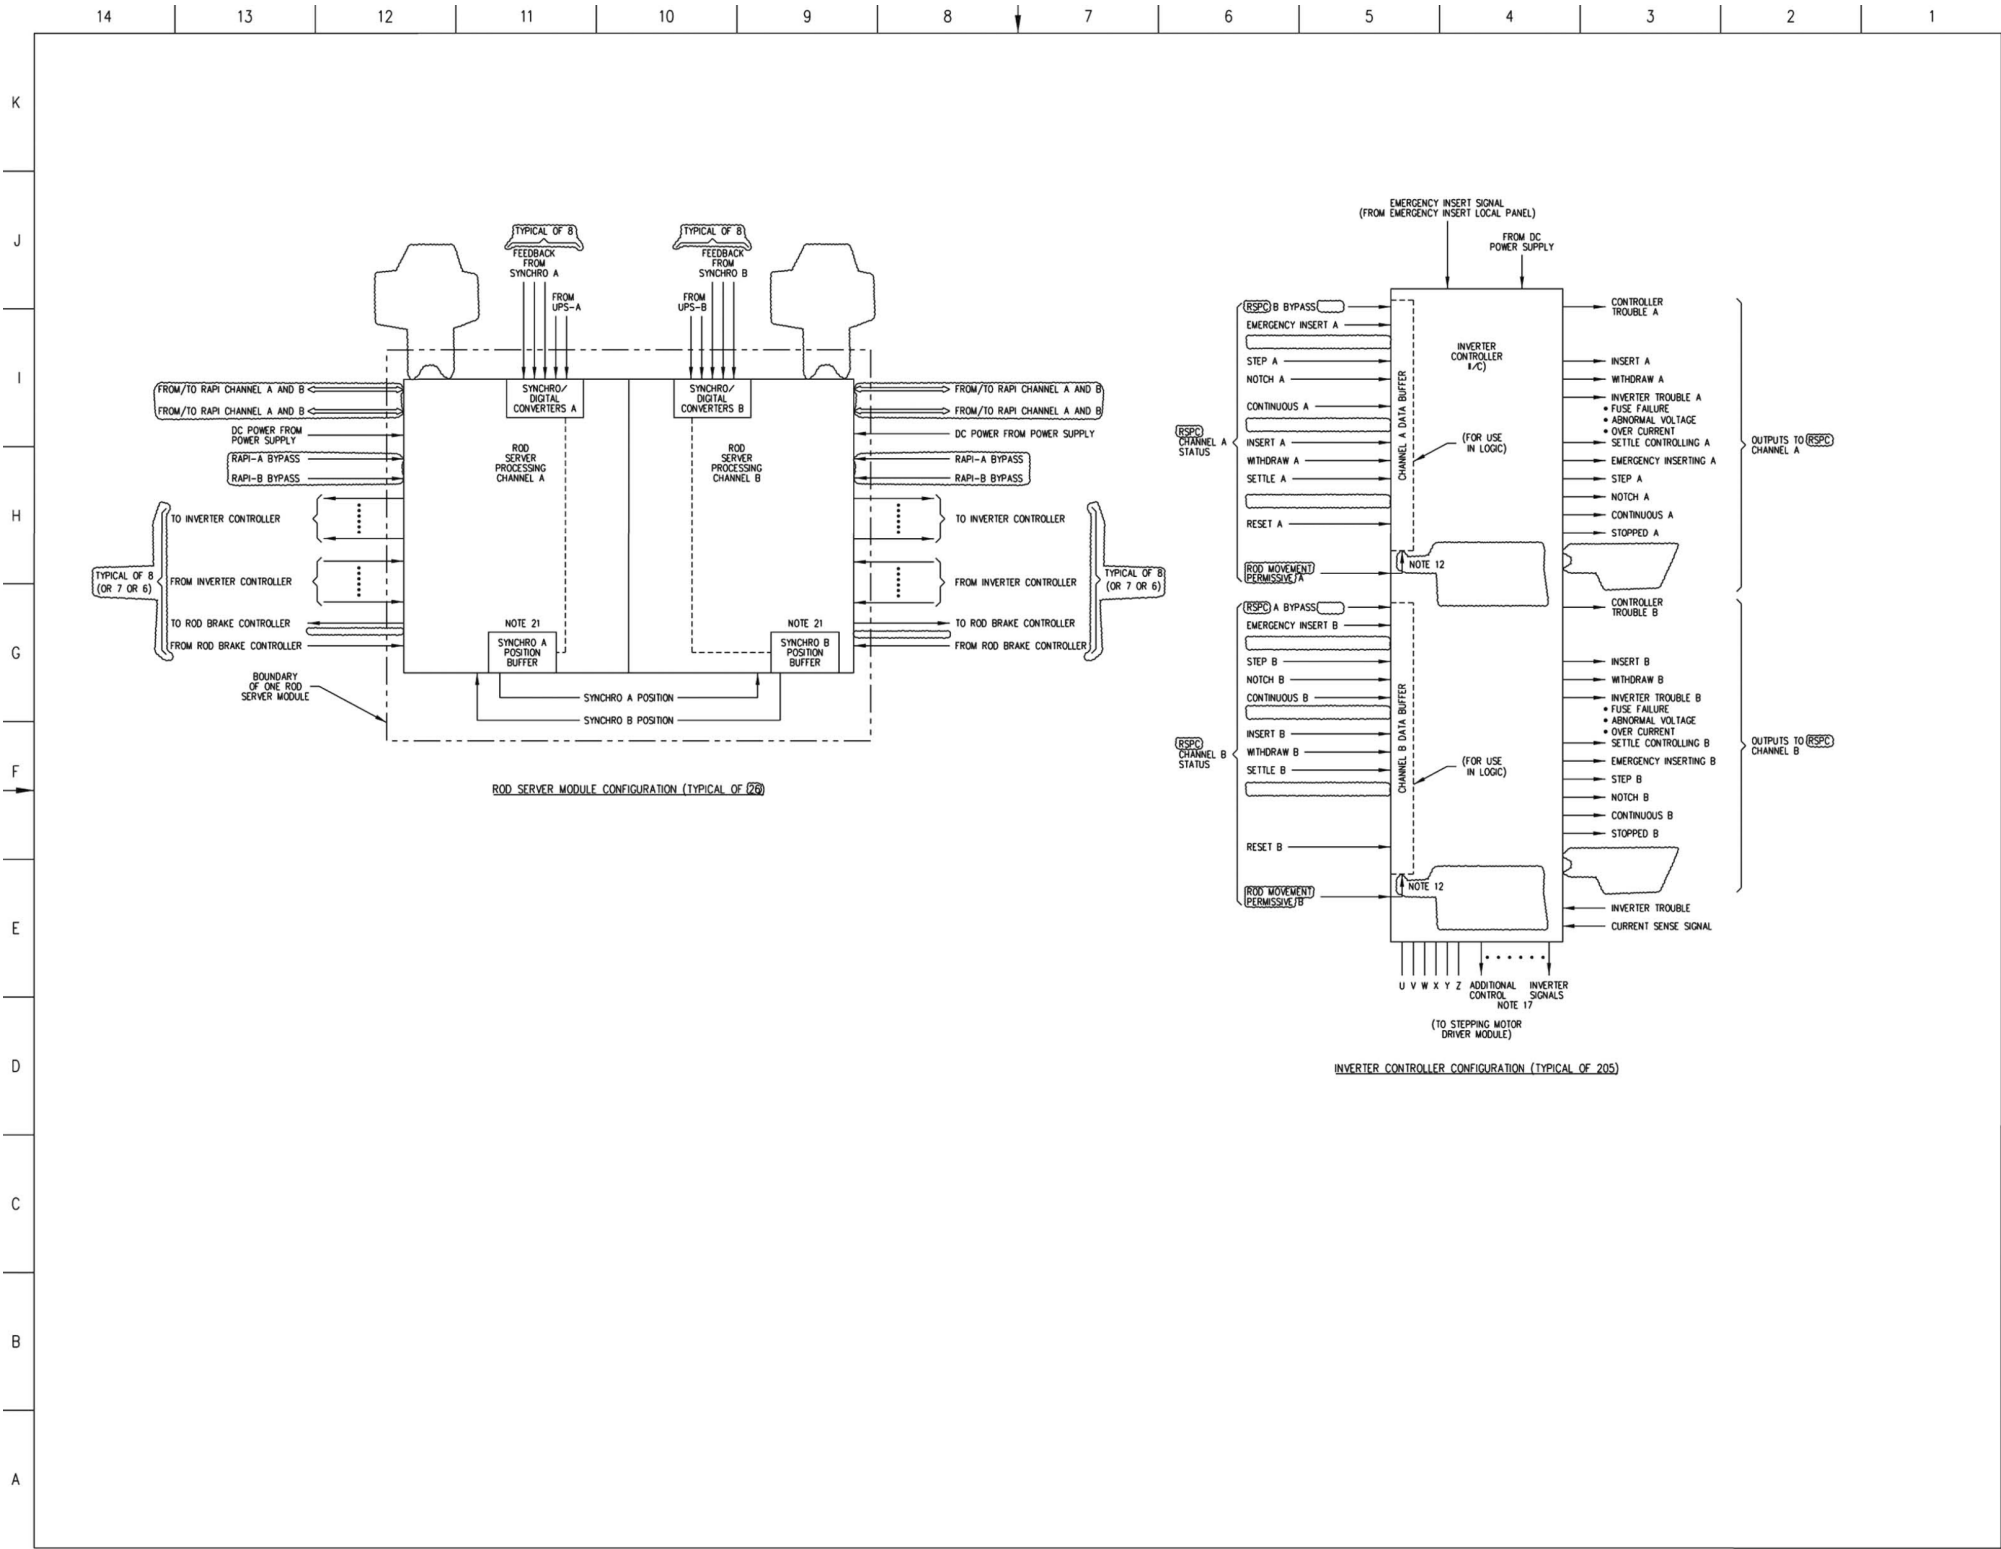 14 13 12 11 10 9 8 7 6 5 4 3 2 1
K
J
I
H
G
F
E
D
C
B
A
TYPICAL OF 8
FEEDBACK
FROM
SYNCHRO A
FROM
UPS-A
TYPICAL OF 8
FEEDBACK
FROM
SYNCHRO B
FROM
UPS-B
FROM/TO RAPI CHANNEL A AND B
FROM/TO RAPI CHANNEL A AND B
DC POWER FROM
POWER SUPPLY
RAPI-A BYPASS
RAPI-B BYPASS
TO INVERTER CONTROLLER
TYPICAL OF 8
(OR 7 OR 6)
FROM INVERTER CONTROLLER
TO ROD BRAKE CONTROLLER
FROM ROD BRAKE CONTROLLER
BOUNDARY
OF ONE ROD
SERVER MODULE
SYNCHRO/
DIGITAL
CONVERTERS A
ROD
SERVER
PROCESSING
CHANNEL A
NOTE 21
SYNCHRO A
POSITION
BUFFER
SYNCHRO/
DIGITAL
CONVERTERS B
ROD
SERVER
PROCESSING
CHANNEL B
NOTE 21
SYNCHRO B
POSITION
BUFFER
SYNCHRO A POSITION
SYNCHRO B POSITION
FROM/TO RAPI CHANNEL A AND B
FROM/TO RAPI CHANNEL A AND B
DC POWER FROM POWER SUPPLY
RAPI-A BYPASS
RAPI-B BYPASS
TO INVERTER CONTROLLER
FROM INVERTER CONTROLLER
TYPICAL OF 8
(OR 7 OR 6)
TO ROD BRAKE CONTROLLER
FROM ROD BRAKE CONTROLLER
ROD SERVER MODULE CONFIGURATION (TYPICAL OF 26)
EMERGENCY INSERT SIGNAL
(FROM EMERGENCY INSERT LOCAL PANEL)
FROM DC
POWER SUPPLY
RSPC
CHANNEL A
STATUS
RSPC B BYPASS
EMERGENCY INSERT A
STEP A
NOTCH A
CONTINUOUS A
INSERT A
WITHDRAW A
SETTLE A
RESET A
ROD MOVEMENT
PERMISSIVE A
CHANNEL A DATA BUFFER
INVERTER
CONTROLLER
I/C)
(FOR USE
IN LOGIC)
NOTE 12
CONTROLLER
TROUBLE A
INSERT A
WITHDRAW A
INVERTER TROUBLE A
• FUSE FAILURE
• ABNORMAL VOLTAGE
• OVER CURRENT
SETTLE CONTROLLING A
EMERGENCY INSERTING A
STEP A
NOTCH A
CONTINUOUS A
STOPPED A
OUTPUTS TO RSPC
CHANNEL A
RSPC
CHANNEL B
STATUS
RSPC A BYPASS
EMERGENCY INSERT B
STEP B
NOTCH B
CONTINUOUS B
INSERT B
WITHDRAW B
SETTLE B
RESET B
ROD MOVEMENT
PERMISSIVE B
CHANNEL B DATA BUFFER
(FOR USE
IN LOGIC)
NOTE 12
CONTROLLER
TROUBLE B
INSERT B
WITHDRAW B
INVERTER TROUBLE B
• FUSE FAILURE
• ABNORMAL VOLTAGE
• OVER CURRENT
SETTLE CONTROLLING B
EMERGENCY INSERTING B
STEP B
NOTCH B
CONTINUOUS B
STOPPED B
OUTPUTS TO RSPC
CHANNEL B
INVERTER TROUBLE
CURRENT SENSE SIGNAL
U V W X Y Z
ADDITIONAL INVERTER
CONTROL SIGNALS
NOTE 17
(TO STEPPING MOTOR
DRIVER MODULE)
INVERTER CONTROLLER CONFIGURATION (TYPICAL OF 205)